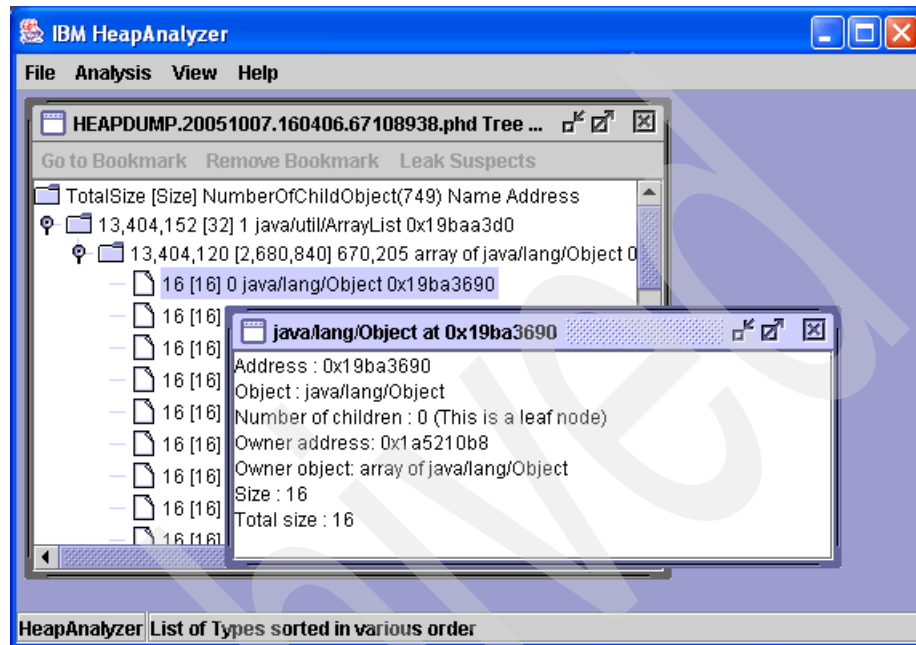 IBM HeapAnalyzer
File Analysis View Help
HEAPDUMP.20051007.160406.67108938.phd Tree ...
Go to Bookmark Remove Bookmark Leak Suspects
TotalSize [Size] NumberOfChildObject(749) Name Address
13,404,152 [32] 1 java/util/ArrayList 0x19baa3d0
13,404,120 [2,680,840] 670,205 array of java/lang/Object 0
16 [16] 0 java/lang/Object 0x19ba3690
16 [16]
16 [16]
16 [16]
16 [16]
16 [16]
16 [16]
16 [16]
16 [16]
java/lang/Object at 0x19ba3690
Address : 0x19ba3690
Object : java/lang/Object
Number of children : 0 (This is a leaf node)
Owner address: 0x1a5210b8
Owner object: array of java/lang/Object
Size : 16
Total size : 16
HeapAnalyzer List of Types sorted in various order